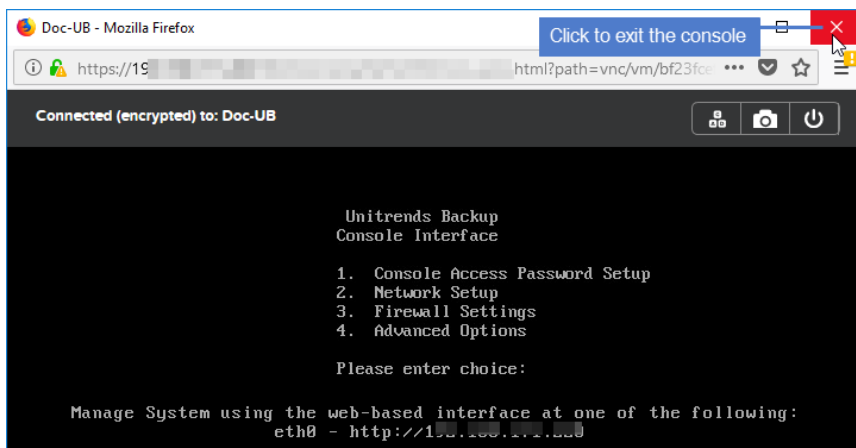 Doc-UB - Mozilla Firefox
Click to exit the console
https://19
html?path=vnc/vm/bf23fce
Connected (encrypted) to: Doc-UB
Unitrends Backup
Console Interface
1. Console Access Password Setup
2. Network Setup
3. Firewall Settings
4. Advanced Options
Please enter choice:
Manage System using the web-based interface at one of the following:
eth0 - http://1